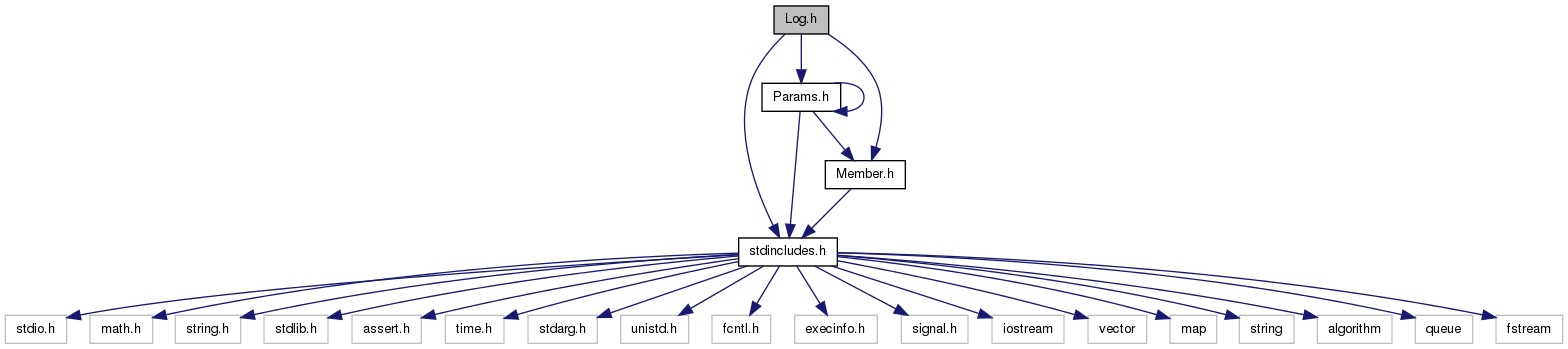 Log.h
Params.h
Member.h
stdincludes.h
stdio.h
math.h
string.h
stdlib.h
assert.h
time.h
stdarg.h
unistd.h
fcntl.h
execinfo.h
signal.h
iostream
vector
map
string
algorithm
queue
fstream